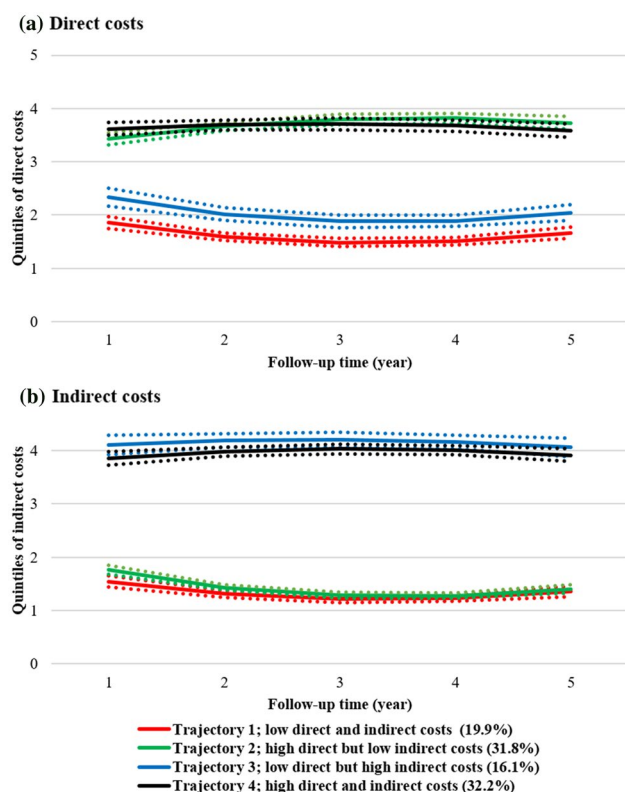 (a) Direct costs
5
4
3
2
1
0
Quintiles of direct costs
1 2 3 4 5
Follow-up time (year)
(b) Indirect costs
4
3
2
1
0
Quintiles of indirect costs
1 2 3 4 5
Follow-up time (year)
Trajectory 1; low direct and indirect costs (19.9%)
Trajectory 2; high direct but low indirect costs (31.8%)
Trajectory 3; low direct but high indirect costs (16.1%)
Trajectory 4; high direct and indirect costs (32.2%)